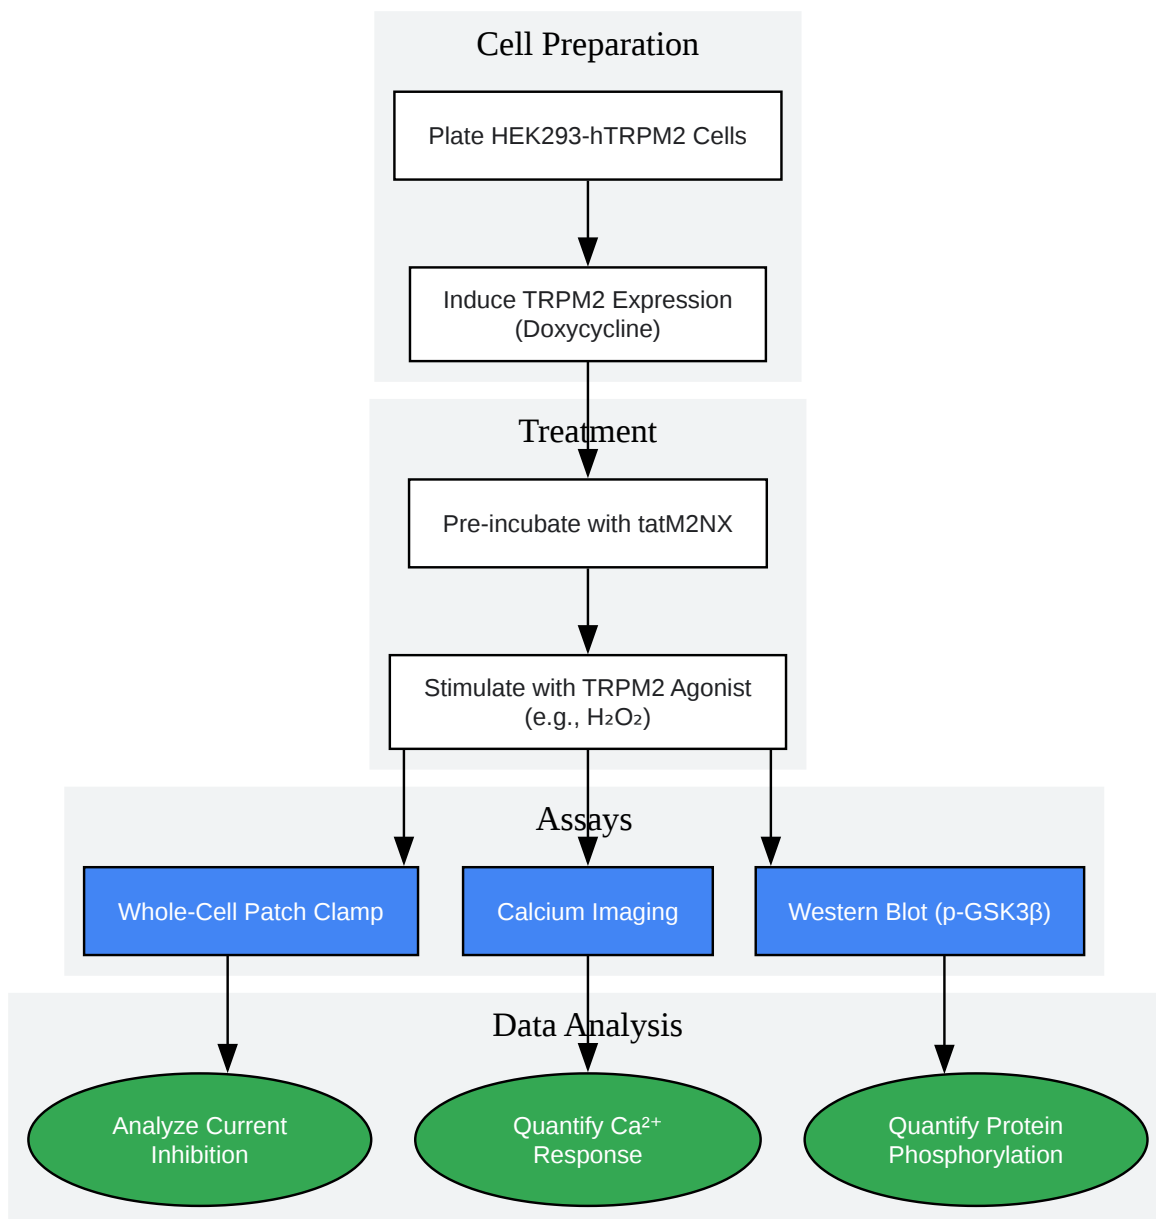 Cell Preparation
Plate HEK293-hTRPM2 Cells
Induce TRPM2 Expression
(Doxycycline)
Treatment
Pre-incubate with tatM2NX
Stimulate with TRPM2 Agonist
(e.g., H₂O₂)
Assays
Whole-Cell Patch Clamp
Calcium Imaging
Western Blot (p-GSK3β)
Data Analysis
Analyze Current
Inhibition
Quantify Ca²⁺
Response
Quantify Protein
Phosphorylation